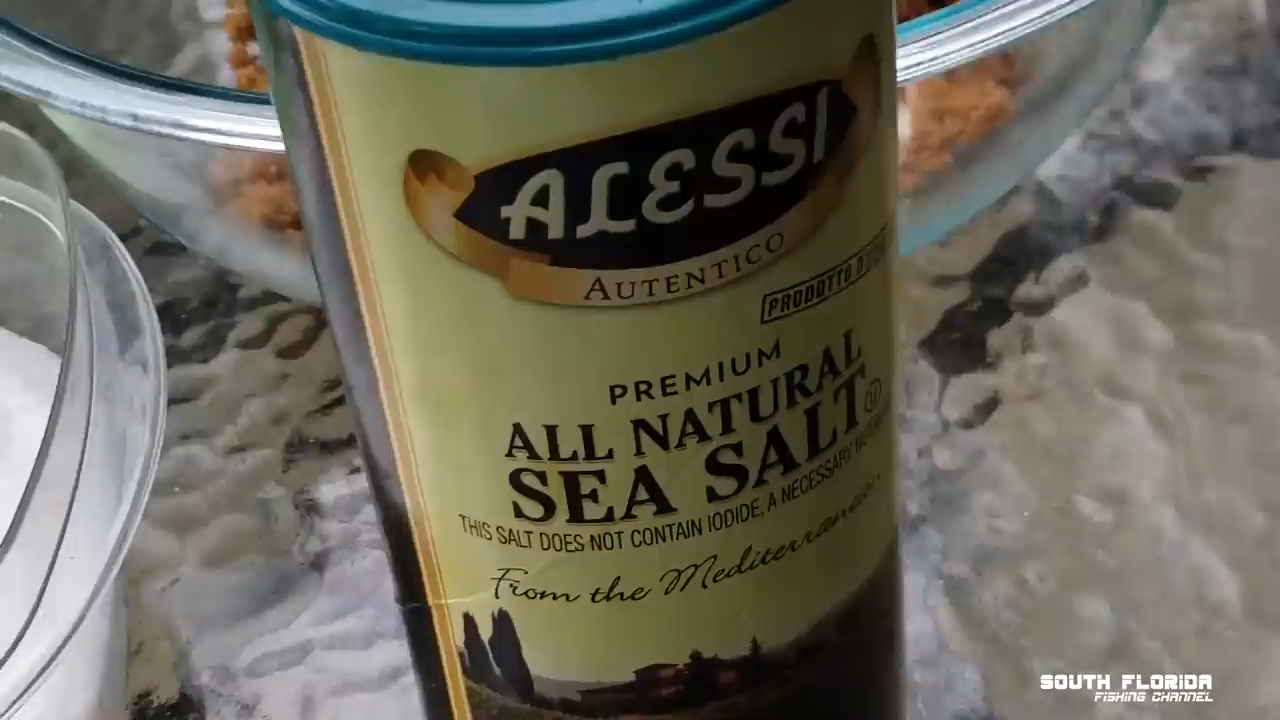 ALESSI
AUTENTICO
PRODOTTO D
PREMIUM
ALL NATURAL
SEA SALT
THIS SALT DOES NOT CONTAIN IODIDE, A NECESSARY
From the Mediterranean
SOUTH FLORIDA
FISHING CHANNEL